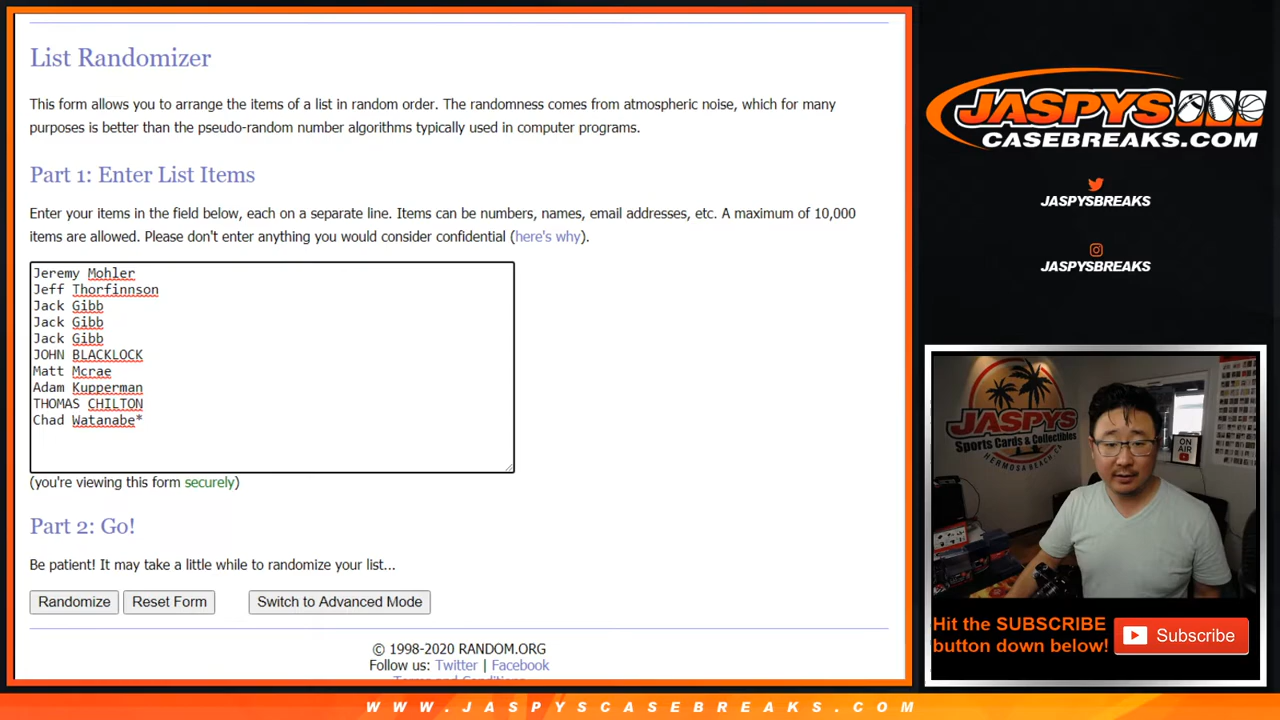 List Randomizer
This form allows you to arrange the items of a list in random order. The randomness comes from atmospheric noise, which for many
purposes is better than the pseudo-random number algorithms typically used in computer programs.
Part 1: Enter List Items
Enter your items in the field below, each on a separate line. Items can be numbers, names, email addresses, etc. A maximum of 10,000
items are allowed. Please don't enter anything you would consider confidential (here's why).
Jeremy Mohler
Jeff Thorfinnson
Jack Gibb
Jack Gibb
Jack Gibb
JOHN BLACKLOCK
Matt Mcrae
Adam Kupperman
THOMAS CHILTON
Chad Watanabe*
(you're viewing this form securely)
Part 2: Go!
Be patient! It may take a little while to randomize your list...
Randomize Reset Form Switch to Advanced Mode
© 1998-2020 RANDOM.ORG
Follow us: Twitter | Facebook
Terms and Conditions
JASPYS
CASEBREAKS.COM
JASPYSBREAKS
JASPYSBREAKS
JASPYS
Sports Cards & Collectibles
HERMOSA BEACH, CA
ON AIR
Hit the SUBSCRIBE
button down below!
Subscribe
WWW.JASPYSCASEBREAKS.COM